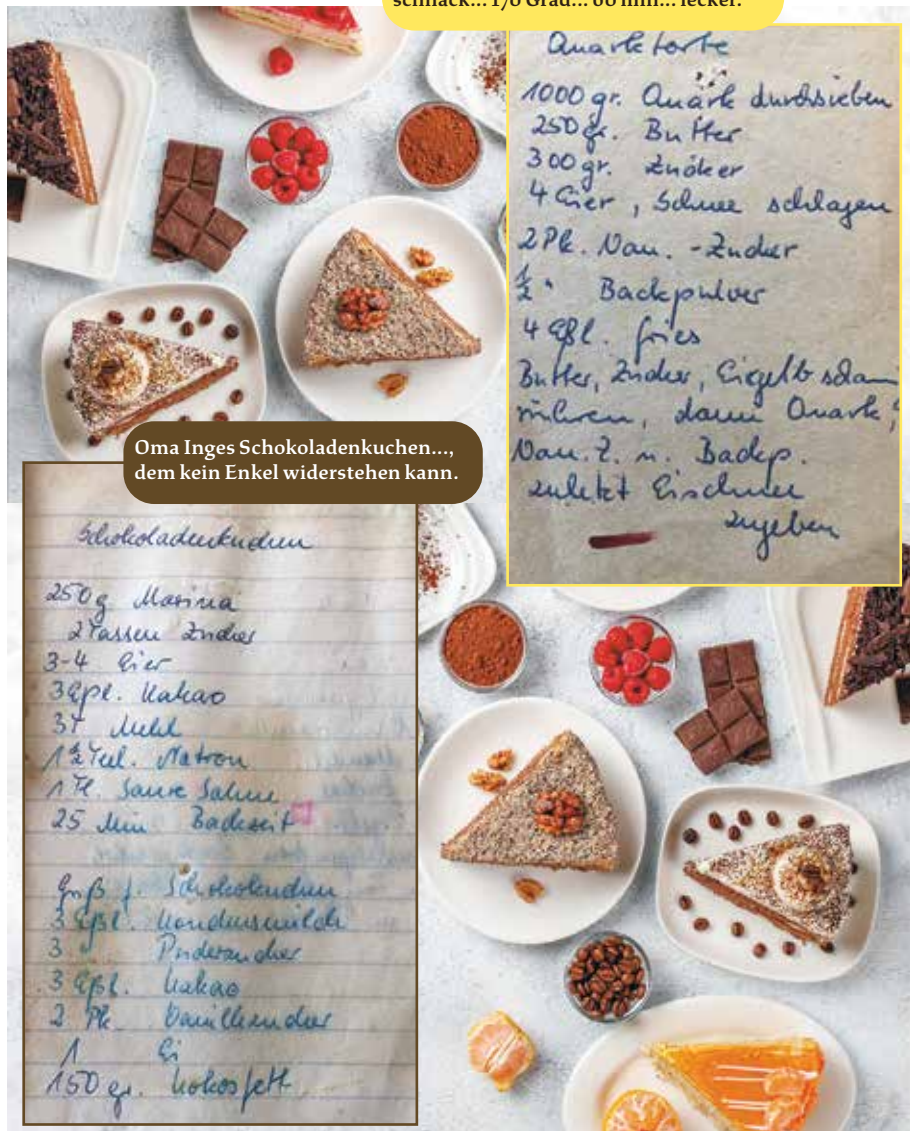 schmack... 170 Grad... 60 min... lecker.
Quarktorte
1000 gr. Quark durchsieben
250 gr. Butter
300 gr. Zucker
4 Eier, Schnee schlagen
2 Pk. Van.-Zucker
1/2 " Backpulver
4 Eßl. Gries
Butter, Zucker, Eigelb
rühren, dann Quark,
Van. Z. u. Backp.
zuletzt Eischnee
zugeben
Oma Inges Schokoladenkuchen...,
dem kein Enkel widerstehen kann.
Schokoladenkuchen
250 g Marina
2 Tassen Zucker
3-4 Eier
3 Eßl. Kakao
3 T Mehl
1 1/2 Teel. Natron
1 T. Saure Sahne
25 Min Backzeit
Guß f. Schokokuchen
3 Eßl. Kondensmilch
3 " Puderzucker
3 Eßl. Kakao
2 Pk. Vanillezucker
1 Ei
150 gr. Kokosfett